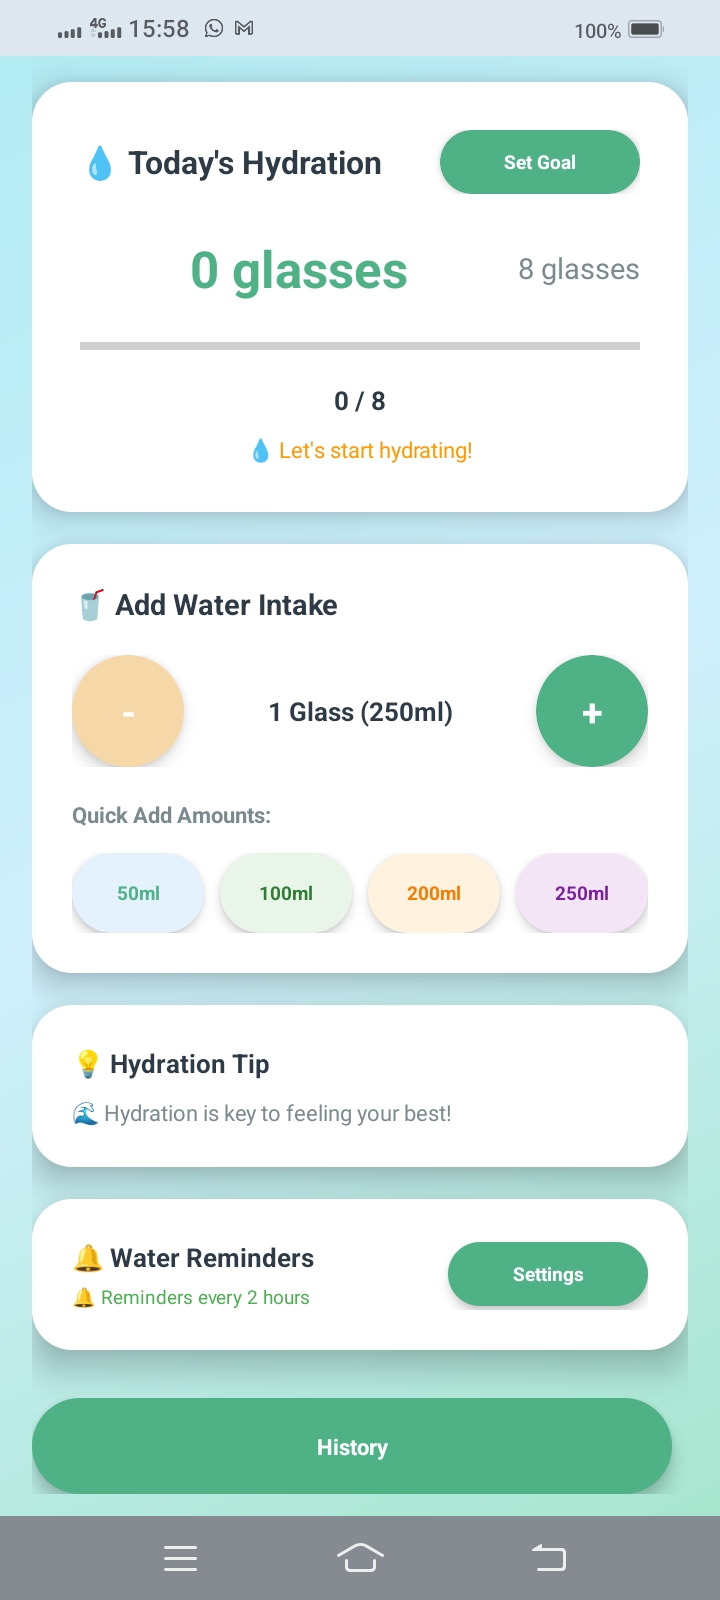 4G 15:58 100%
💧 Today's Hydration Set Goal
0 glasses 8 glasses
0 / 8
💧 Let's start hydrating!
🥤 Add Water Intake
- 1 Glass (250ml) +
Quick Add Amounts:
50ml 100ml 200ml 250ml
💡 Hydration Tip
🌊 Hydration is key to feeling your best!
🔔 Water Reminders
🔔 Reminders every 2 hours
Settings
History